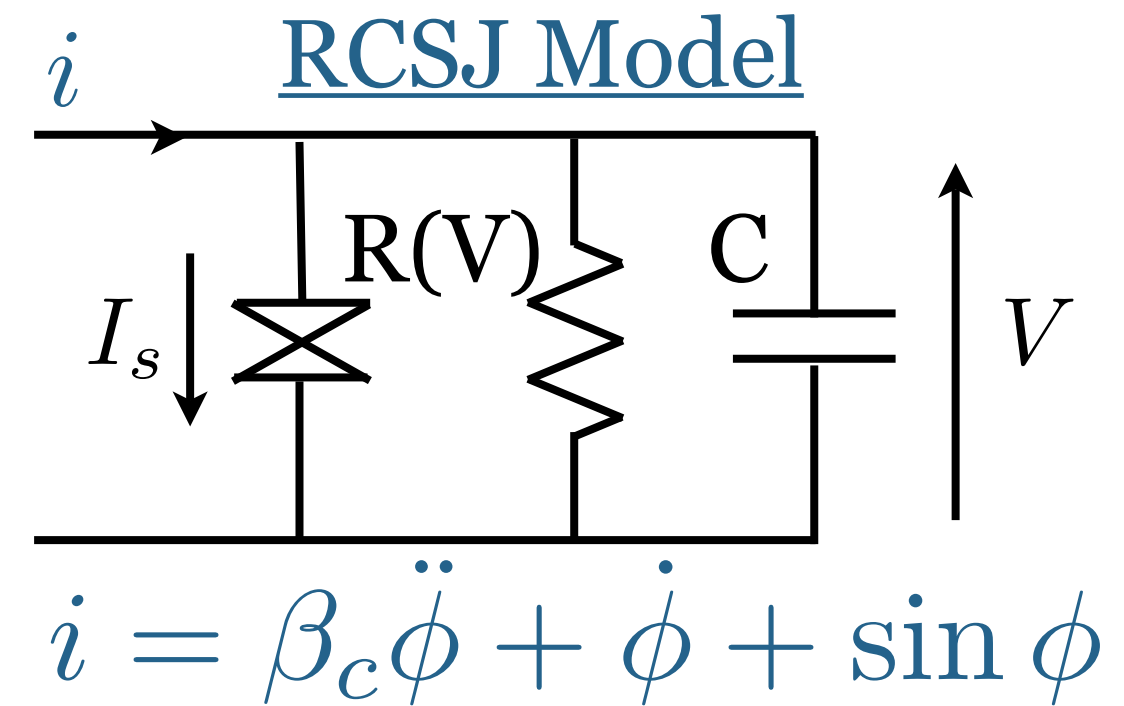 RCSJ Model
i
R(V)
C
I_s
V
i = β_c φ̈ + φ̇ + sin φ